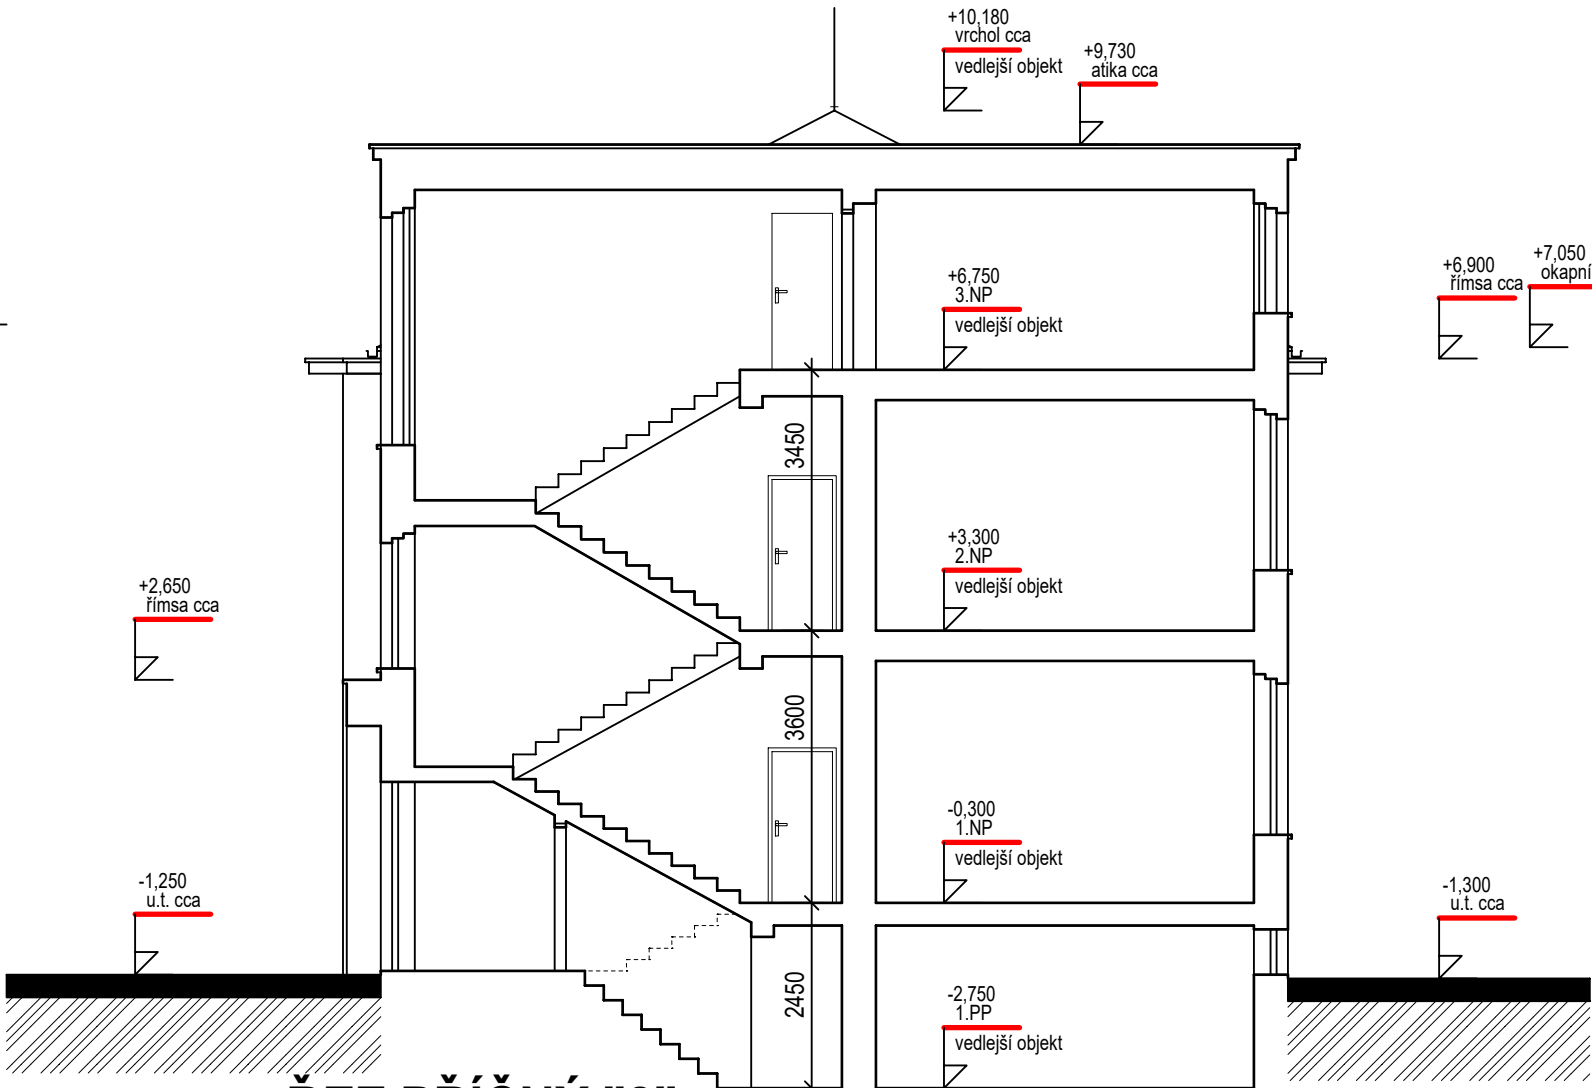 +10,180
vrchol cca
vedlejší objekt
+9,730
atika cca
+6,750
3.NP
vedlejší objekt
+6,900
římsa cca
+7,050
okapní
3450
+3,300
2.NP
vedlejší objekt
+2,650
římsa cca
3600
-0,300
1.NP
vedlejší objekt
-1,250
u.t. cca
-1,300
u.t. cca
2450
-2,750
1.PP
vedlejší objekt